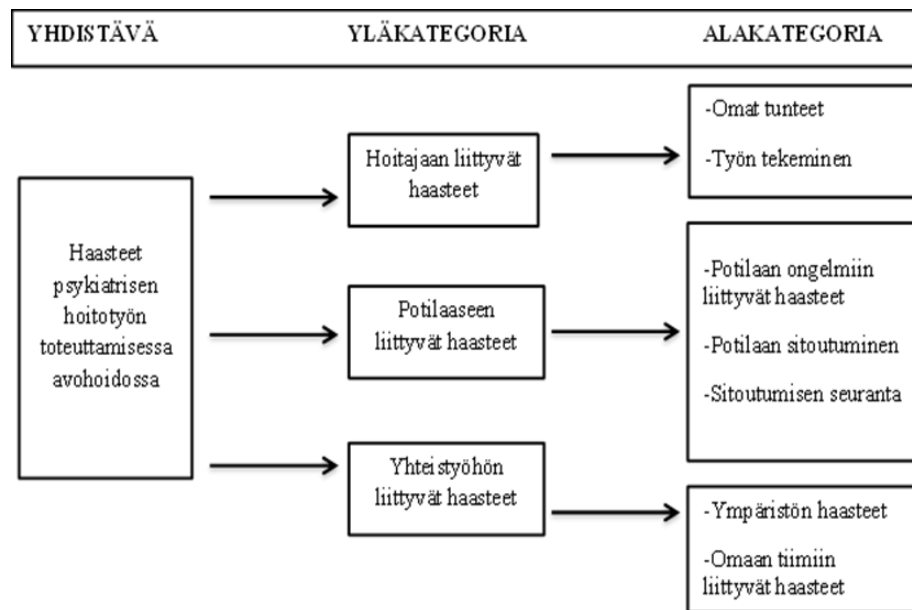 YHDISTÄVÄ YLÄKATEGORIA ALAKATEGORIA
Haasteet
psykiatrisen
hoitotyön
toteuttamisessa
avohoidossa
Hoitajaan liittyvät
haasteet
-Omat tunteet
-Työn tekeminen
Potilaaseen
liittyvät haasteet
-Potilaan ongelmiin
liittyvät haasteet
-Potilaan sitoutuminen
-Sitoutumisen seuranta
Yhteistyöhön
liittyvät haasteet
-Ympäristön haasteet
-Omaan tiimiin
liittyvät haasteet